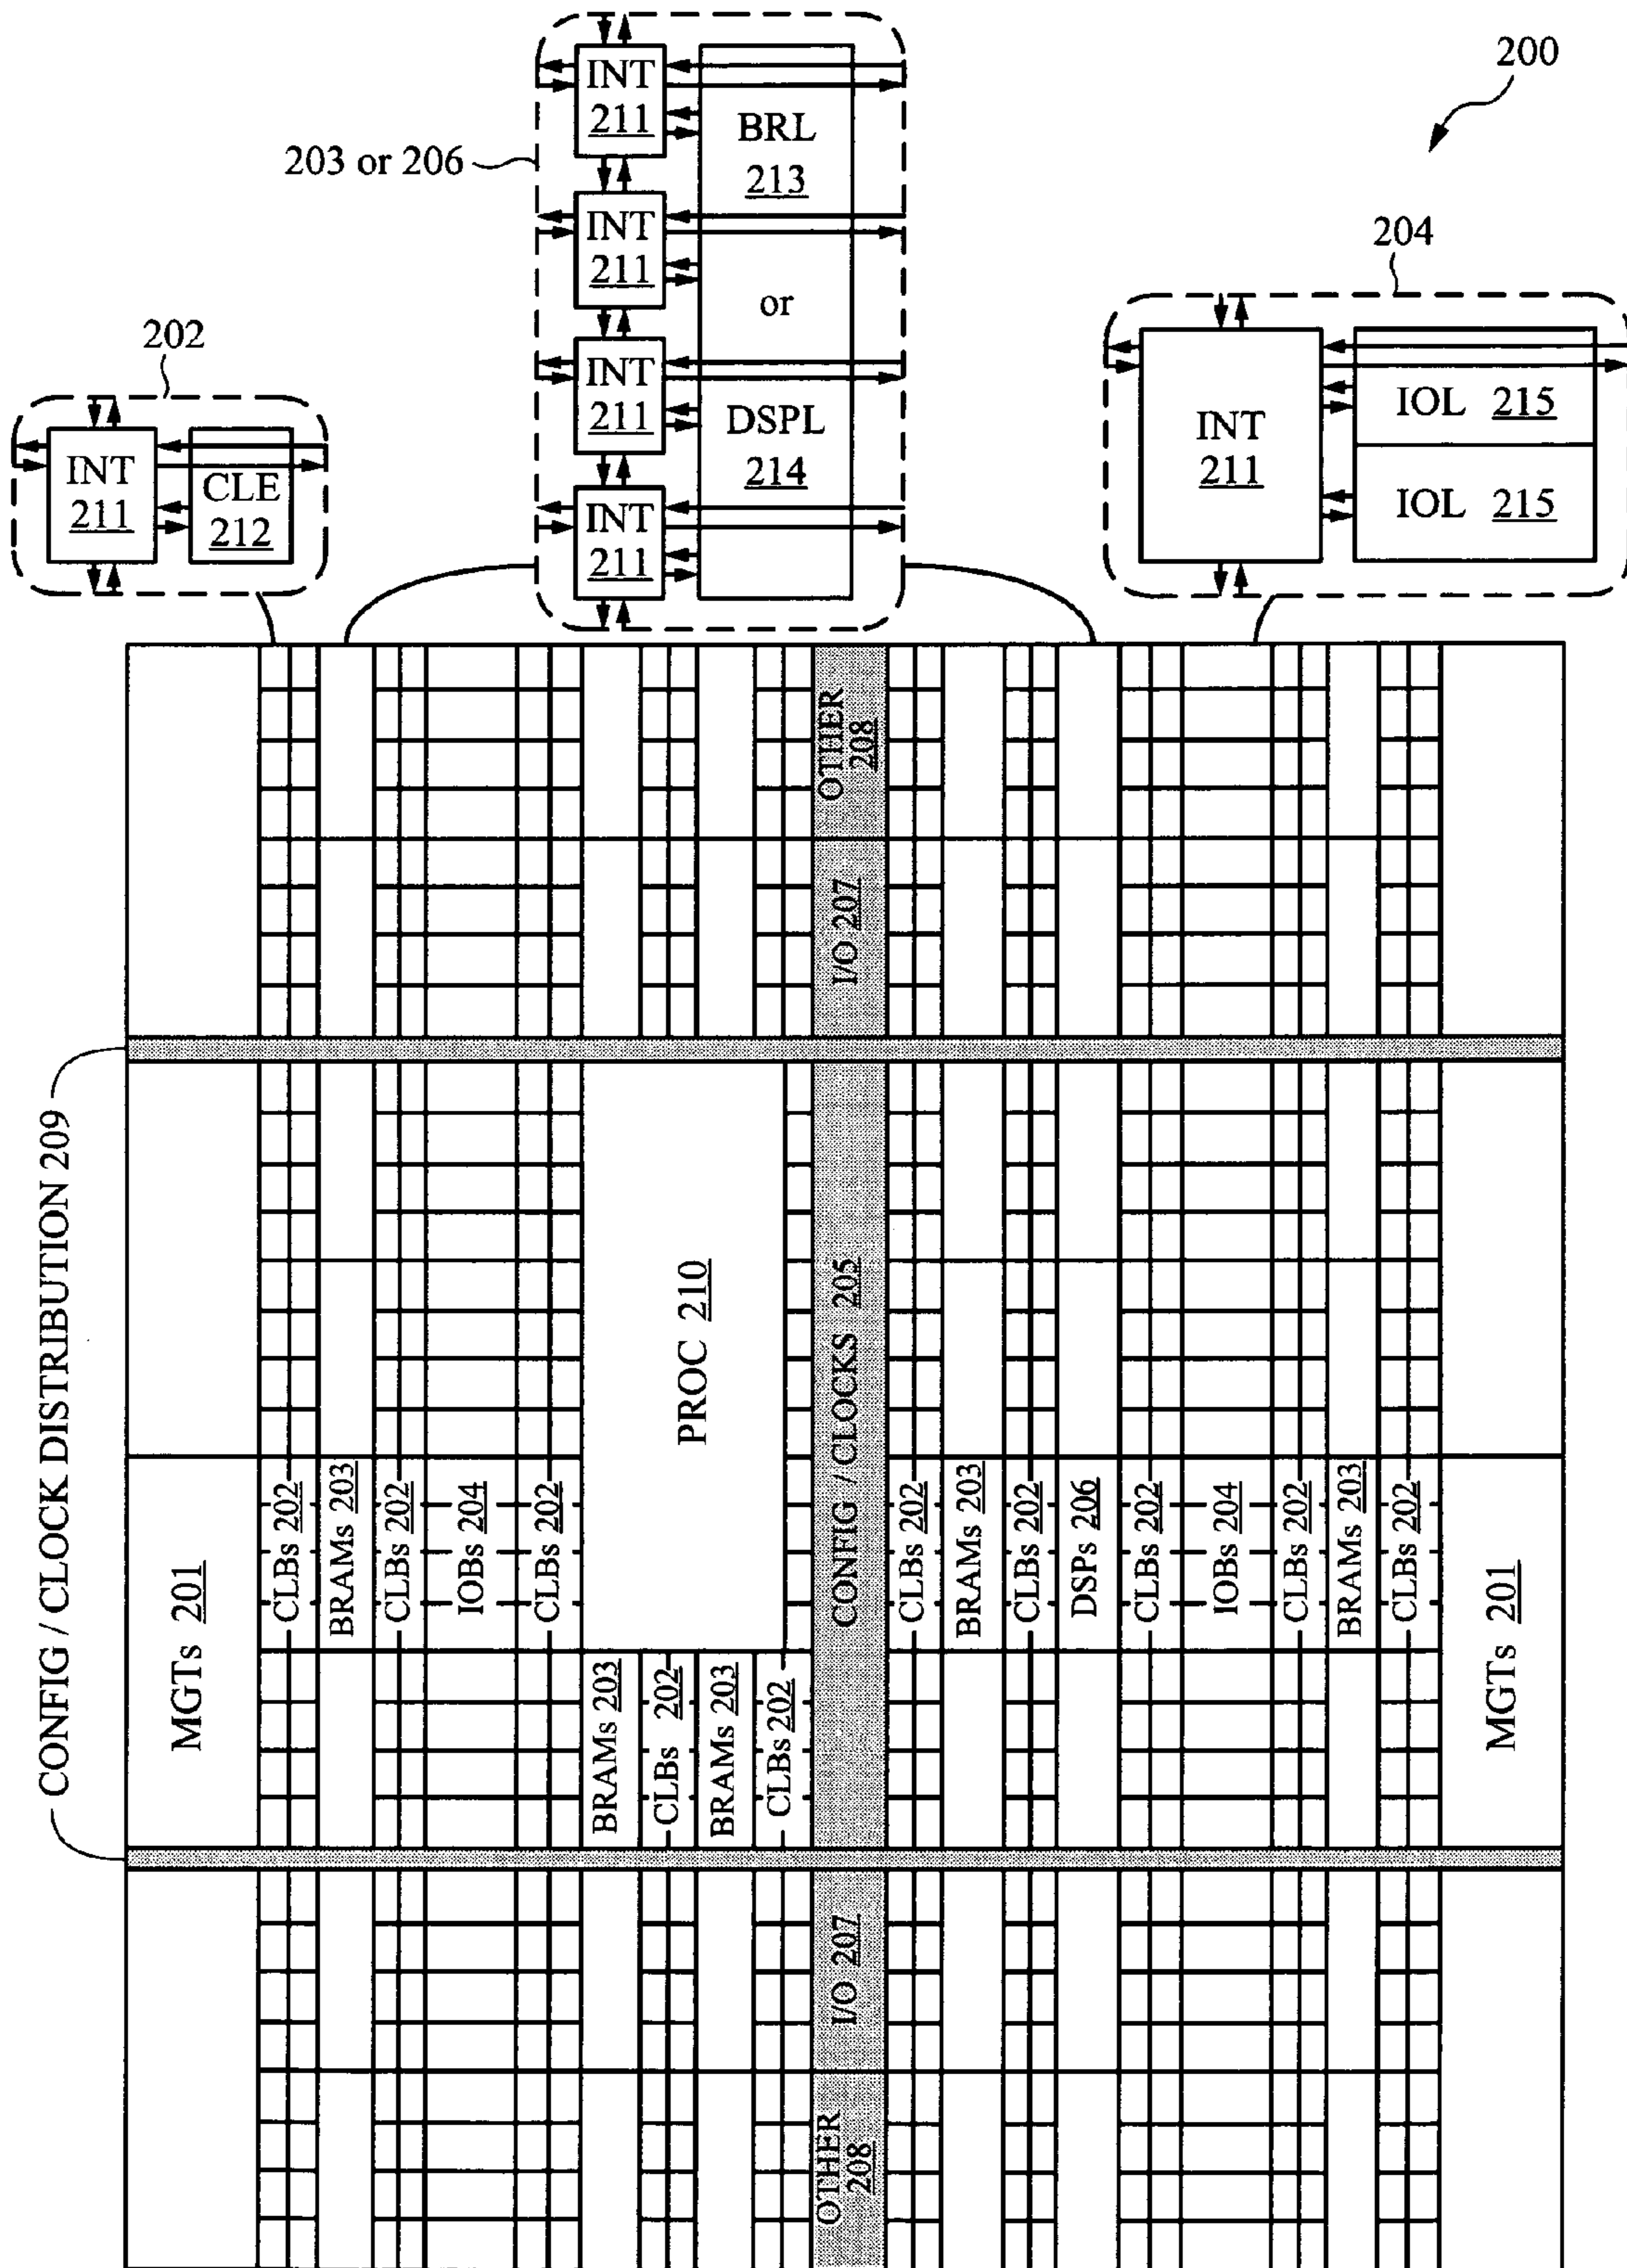 200
203 or 206
INT
211
INT
211
INT
211
INT
211
BRL
213
or
DSPL
214
204
INT
211
IOL 215
IOL 215
202
INT
211
CLE
212
OTHER
208
I/O 207
CONFIG / CLOCK DISTRIBUTION 209
PROC 210
CONFIG / CLOCKS 205
MGTs 201
CLBs 202
BRAMs 203
CLBs 202
IOBs 204
CLBs 202
BRAMs 203
CLBs 202
BRAMs 203
CLBs 202
CLBs 202
BRAMs 203
CLBs 202
DSPs 206
CLBs 202
IOBs 204
CLBs 202
BRAMs 203
CLBs 202
MGTs 201
I/O 207
OTHER
208